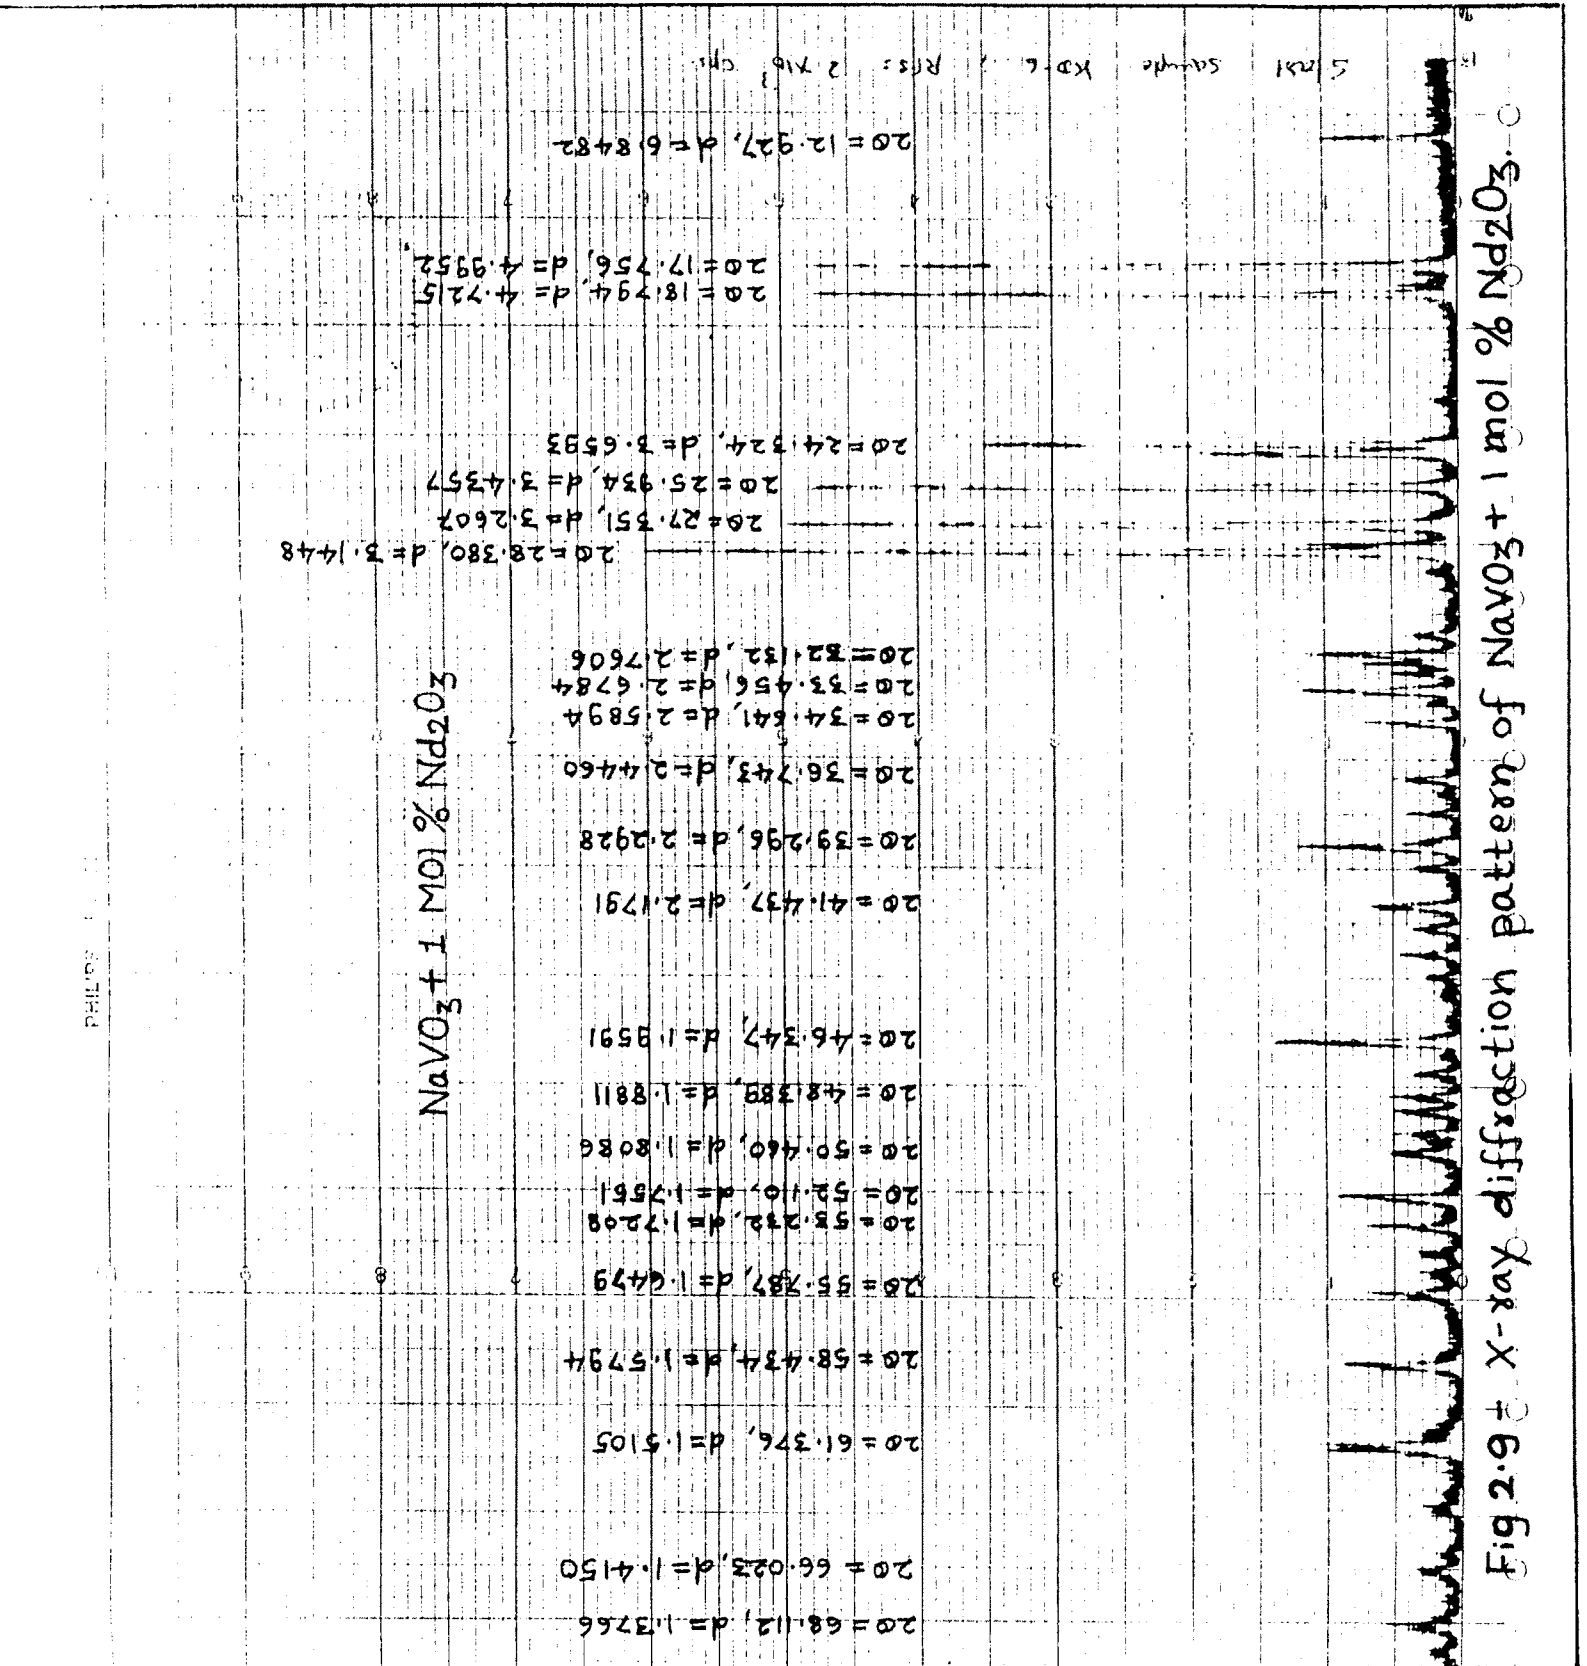 2θ = 12.927, d = 6.8482
2θ = 17.756, d = 4.9952
2θ = 18.794, d = 4.7215
2θ = 24.324, d = 3.6593
2θ = 25.934, d = 3.4357
2θ = 27.351, d = 3.2607
2θ = 28.380, d = 3.1448
2θ = 32.132, d = 2.7606
2θ = 33.456, d = 2.6784
2θ = 34.641, d = 2.5894
2θ = 36.743, d = 2.4460
2θ = 39.296, d = 2.2928
2θ = 41.437, d = 2.1791
2θ = 46.347, d = 1.9591
2θ = 48.389, d = 1.8811
2θ = 50.460, d = 1.8086
2θ = 52.110, d = 1.7551
2θ = 53.232, d = 1.7208
2θ = 55.787, d = 1.6479
2θ = 58.434, d = 1.5794
2θ = 61.376, d = 1.5105
2θ = 66.023, d = 1.4150
2θ = 68.112, d = 1.3766
NaVO3 + 1 MOl % Nd2O3
PHILIPS
Fig 2.9 :- X-ray diffraction pattern of NaVO3 + 1 mol % Nd2O3.